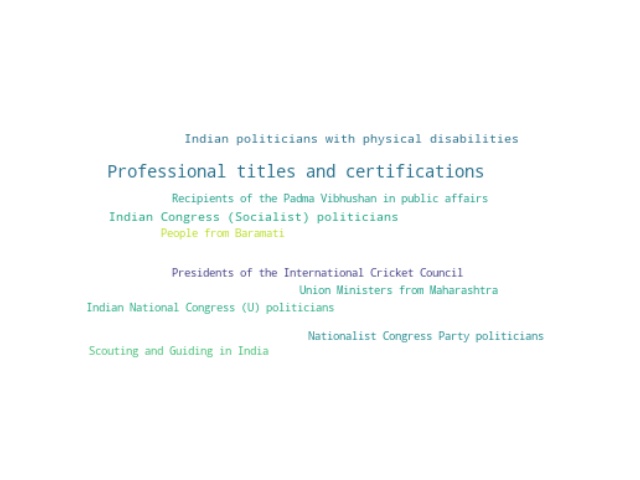 Indian politicians with physical disabilities
Professional titles and certifications
Recipients of the Padma Vibhushan in public affairs
Indian Congress (Socialist) politicians
People from Baramati
Presidents of the International Cricket Council
Union Ministers from Maharashtra
Indian National Congress (U) politicians
Nationalist Congress Party politicians
Scouting and Guiding in India